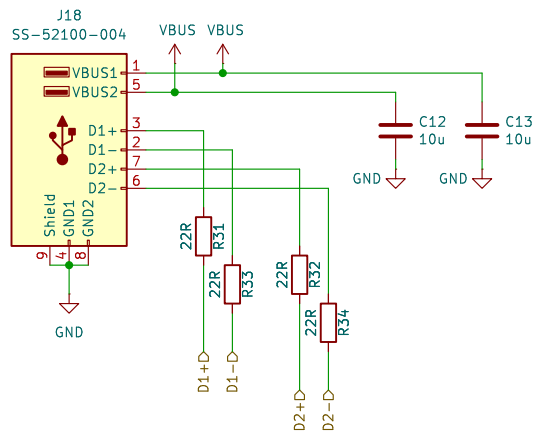 J18
SS-52100-004
VBUS
VBUS
VBUS1
1
VBUS2
5
D1+
3
D1-
2
D2+
7
D2-
6
Shield
GND1
GND2
9
4
8
GND
C12
10u
C13
10u
GND
GND
22R
R31
22R
R33
22R
R32
22R
R34
D1+
D1-
D2+
D2-